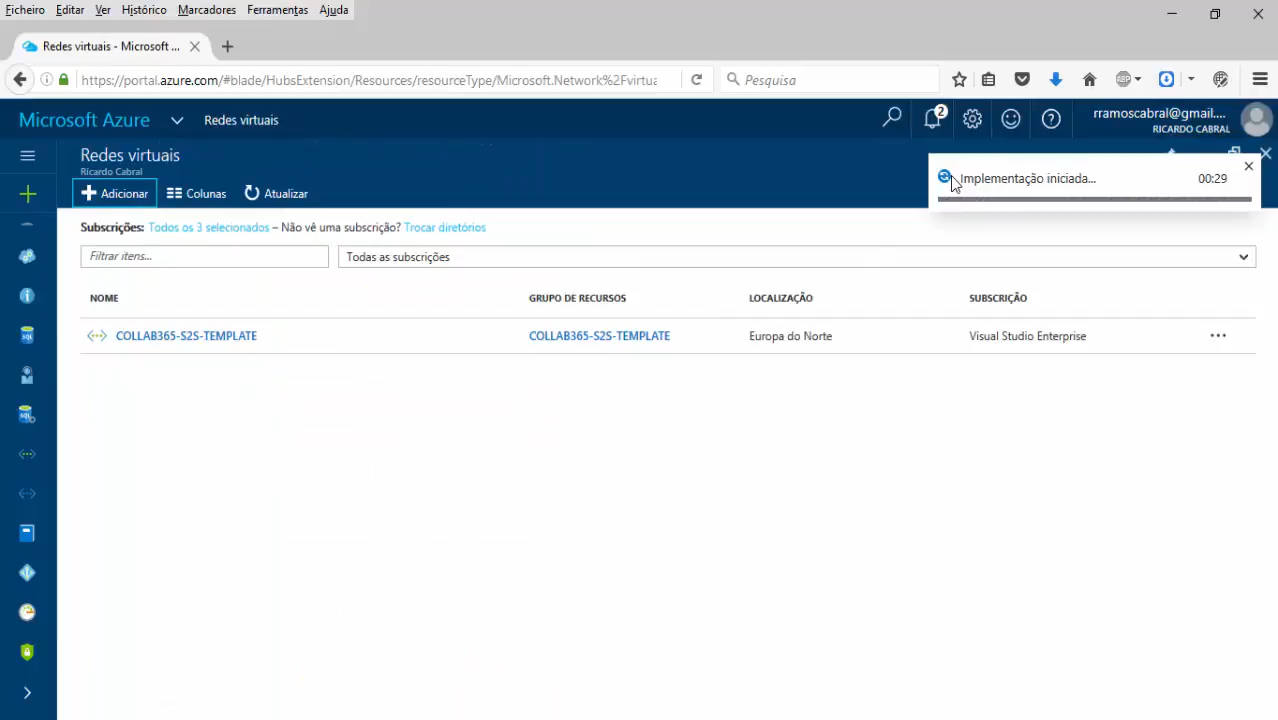 Ficheiro Editar Ver Histórico Marcadores Ferramentas Ajuda
Redes virtuais - Microsoft ...
https://portal.azure.com/#blade/HubsExtension/Resources/resourceType/Microsoft.Network%2Fvirtua
Pesquisa
ABP
Microsoft Azure
Redes virtuais
2
rramoscabral@gmail....
RICARDO CABRAL
Redes virtuais
Ricardo Cabral
Adicionar Colunas Atualizar
Implementação iniciada... 00:29
Subscrições: Todos os 3 selecionados – Não vê uma subscrição? Trocar diretórios
Filtrar itens...
Todas as subscrições
NOME GRUPO DE RECURSOS LOCALIZAÇÃO SUBSCRIÇÃO
COLLAB365-S2S-TEMPLATE COLLAB365-S2S-TEMPLATE Europa do Norte Visual Studio Enterprise
SQL
SQL